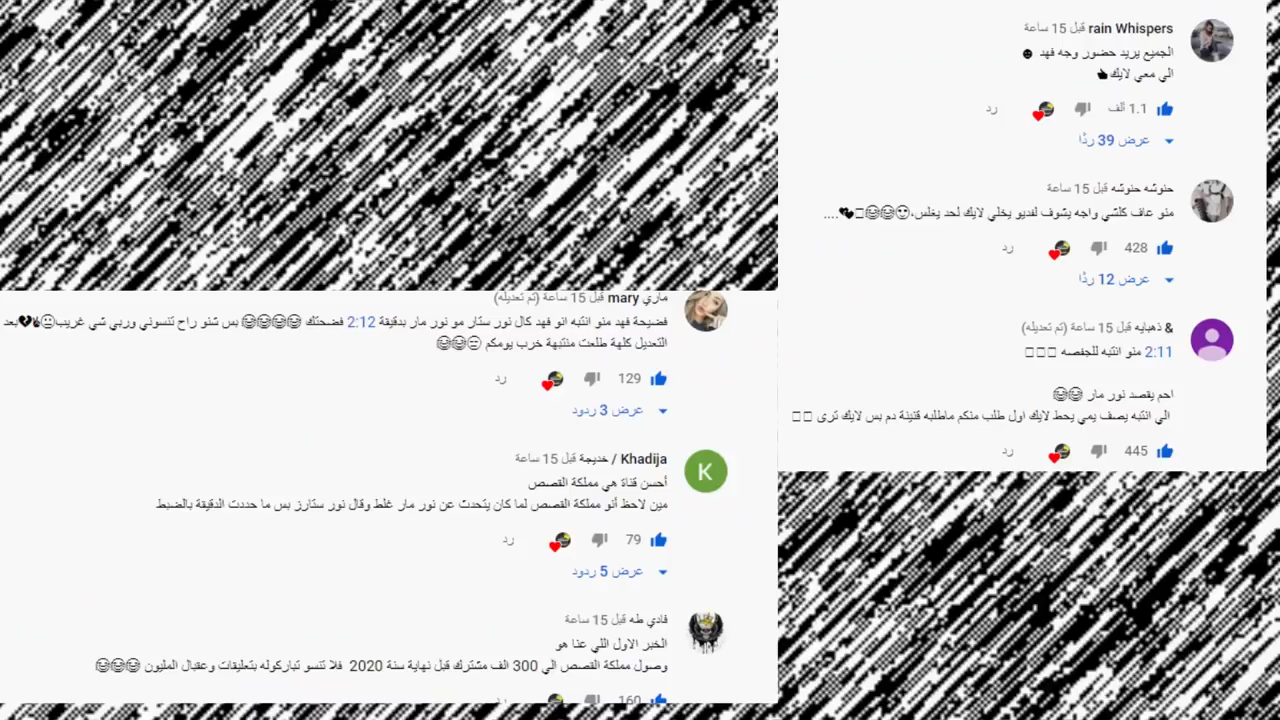 rain Whispers قبل 15 ساعة
الجميع يريد حضور وجه فهد ☻
الي معي لايك
1.1 ألف رد
عرض 39 ردًا
حنوشه حنوشه قبل 15 ساعة
منو عاف كلشي واجه يشوف لفديو يخلي لايك لحد يغلس،....
428 رد
عرض 12 ردًا
& ذهبايه قبل 15 ساعة (تم تعديله)
2:11 منو انتبه للجفصه
احم يقصد نور مار 😂😂
الي انتبه يصف يمي يحط لايك اول طلب منكم ماطلبه قنينة دم بس لايك ترى
445 رد
ماري mary قبل 15 ساعة (تم تعديله)
فضيحة فهد منو انتبه انو فهد كال نور ستار مو نور مار بدقيقة 2:12 فضحتك 😂😂😂😂 بس شنو راح تنسوني وربي شي غريب😐✌💔بعد
التعديل كلهة طلعت منتبهة خرب يومكم 😑😂😂
129 رد
عرض 3 ردود
Khadija / خديجة قبل 15 ساعة
أحسن قناة هي مملكة القصص
مين لاحظ أنو مملكة القصص لما كان يتحدث عن نور مار غلط وقال نور ستارز بس ما حددت الدقيقة بالضبط
79 رد
عرض 5 ردود
فادي طه قبل 15 ساعة
الخبر الاول اللي عنا هو
وصول مملكة القصص الي 300 الف مشترك قبل نهاية سنة 2020 فلا تنسو تباركوله بتعليقات وعقبال المليون 😂😂😂
160 رد
K